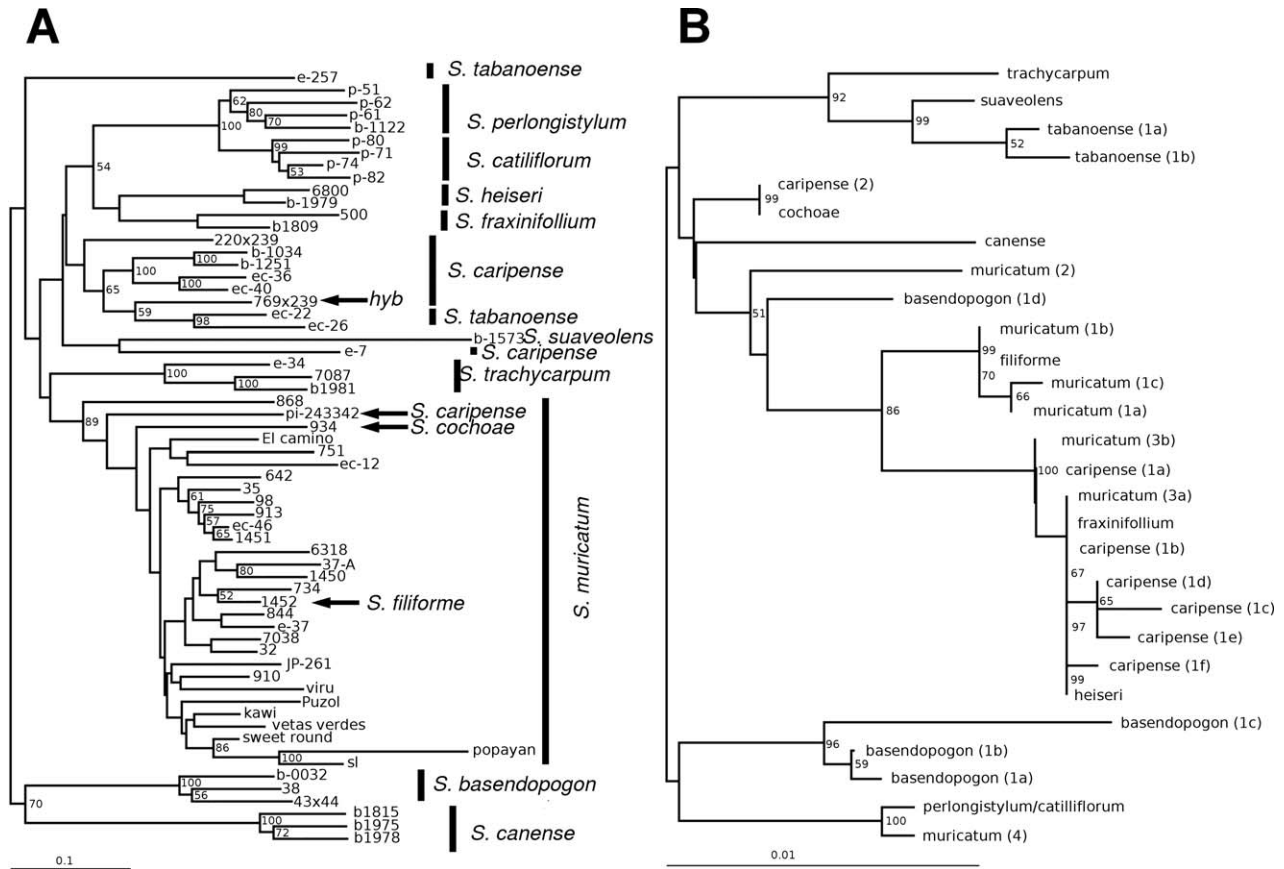 A
e-257
S. tabanoense
p-51
62
p-62
80
p-61
70
b-1122
100
S. perlongistylum
p-80
99
p-71
p-74
53
p-82
S. catiliflorum
54
6800
b-1979
S. heiseri
500
b1809
S. fraxinifollium
220x239
b-1034
100
b-1251
100
ec-36
100
ec-40
65
S. caripense
769x239
hyb
59
ec-22
98
ec-26
S. tabanoense
b-1573
S. suaveolens
e-7
S. caripense
e-34
100
7087
100
b1981
S. trachycarpum
868
89
pi-243342
S. caripense
934
S. cochoae
El camino
751
ec-12
642
35
61
98
75
913
57
ec-46
65
1451
6318
37-A
80
1450
734
52
1452
S. filiforme
844
e-37
7038
32
JP-261
910
viru
Puzol
kawi
vetas verdes
sweet round
86
popayan
100
sl
S. muricatum
b-0032
100
38
56
43x44
S. basendopogon
70
b1815
100
b1975
72
b1978
S. canense
0.1
B
trachycarpum
92
suaveolens
99
tabanoense (1a)
52
tabanoense (1b)
caripense (2)
99
cochoae
canense
muricatum (2)
basendopogon (1d)
51
muricatum (1b)
99
filiforme
70
muricatum (1c)
66
muricatum (1a)
86
muricatum (3b)
100
caripense (1a)
muricatum (3a)
fraxinifollium
caripense (1b)
67
caripense (1d)
65
caripense (1c)
97
caripense (1e)
caripense (1f)
99
heiseri
basendopogon (1c)
96
basendopogon (1b)
59
basendopogon (1a)
perlongistylum/catilliflorum
100
muricatum (4)
0.01